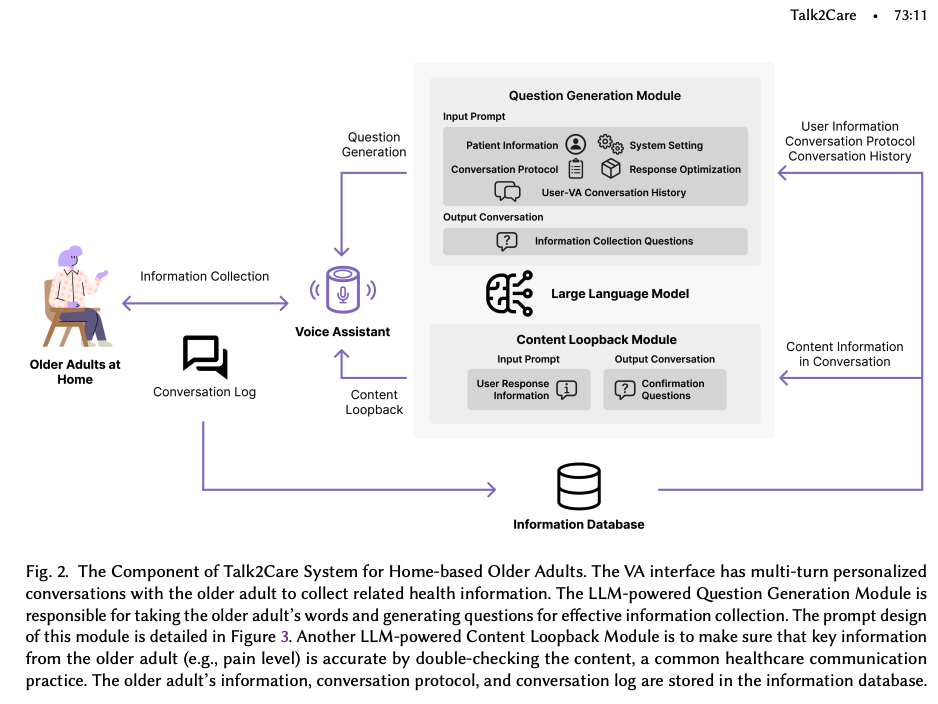 Talk2Care • 73:11
Question Generation Module
Input Prompt
Patient Information
System Setting
Conversation Protocol
Response Optimization
User-VA Conversation History
Output Conversation
Information Collection Questions
Question
Generation
User Information
Conversation Protocol
Conversation History
Information Collection
Large Language Model
Voice Assistant
Older Adults at
Home
Conversation Log
Content
Loopback
Content Loopback Module
Input Prompt
Output Conversation
User Response
Information
Confirmation
Questions
Content Information
in Conversation
Information Database
Fig. 2. The Component of Talk2Care System for Home-based Older Adults. The VA interface has multi-turn personalized
conversations with the older adult to collect related health information. The LLM-powered Question Generation Module is
responsible for taking the older adult's words and generating questions for effective information collection. The prompt design
of this module is detailed in Figure 3. Another LLM-powered Content Loopback Module is to make sure that key information
from the older adult (e.g., pain level) is accurate by double-checking the content, a common healthcare communication
practice. The older adult's information, conversation protocol, and conversation log are stored in the information database.